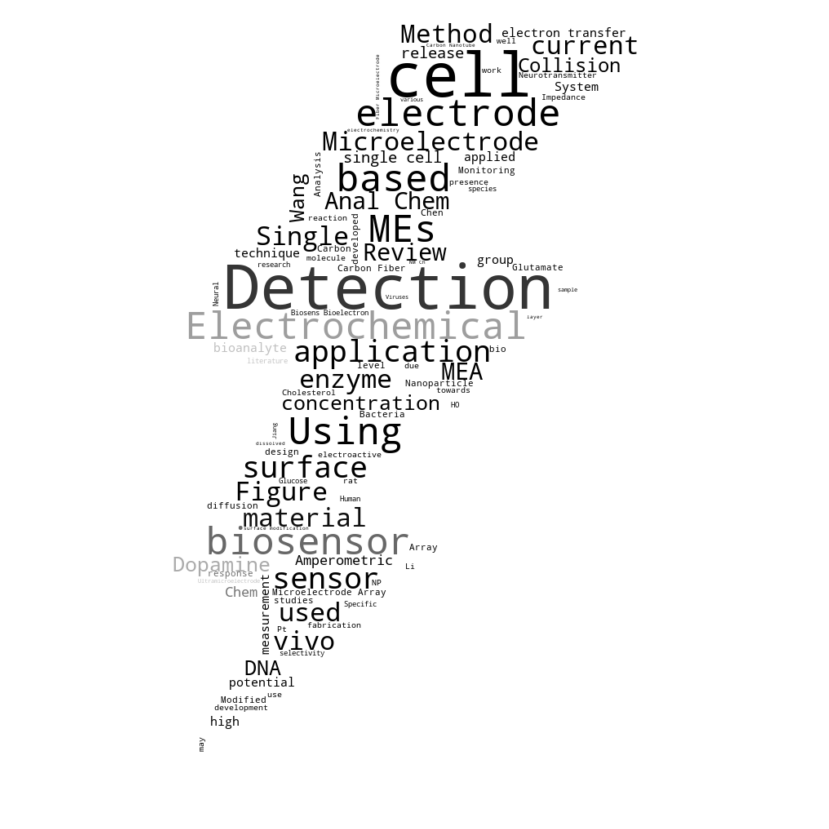 Method electron transfer
Carbon Nanotube well current
release
cell work Collision
Neurotransmitter
System
various Impedance
electrode
electrochemistry
Microelectrode
Analysis single cell applied
Monitoring
based presence
species
Wang Anal Chem
Chen
reaction developed MEs
Single
technique Carbon Review
molecule group
research Carbon Fiber Glutamate
Neural Detection sample
Viruses
Biosens Bioelectron layer
Electrochemical
bioanalyte application bio
literature level due
enzyme MEA
Nanoparticle
Cholesterol towards
concentration HO
Bacteria
Jiang Using
dissolved
design electroactive
surface
Glucose rat
Figure Human
diffusion
material
surface modification
biosensor Array
Dopamine Amperometric
response Li
Ultramicroelectrode sensor NP
Chem Microelectrode Array
measurement studies Specific
used
Pt fabrication
vivo
selectivity
DNA
potential
Modified use
development
high
may